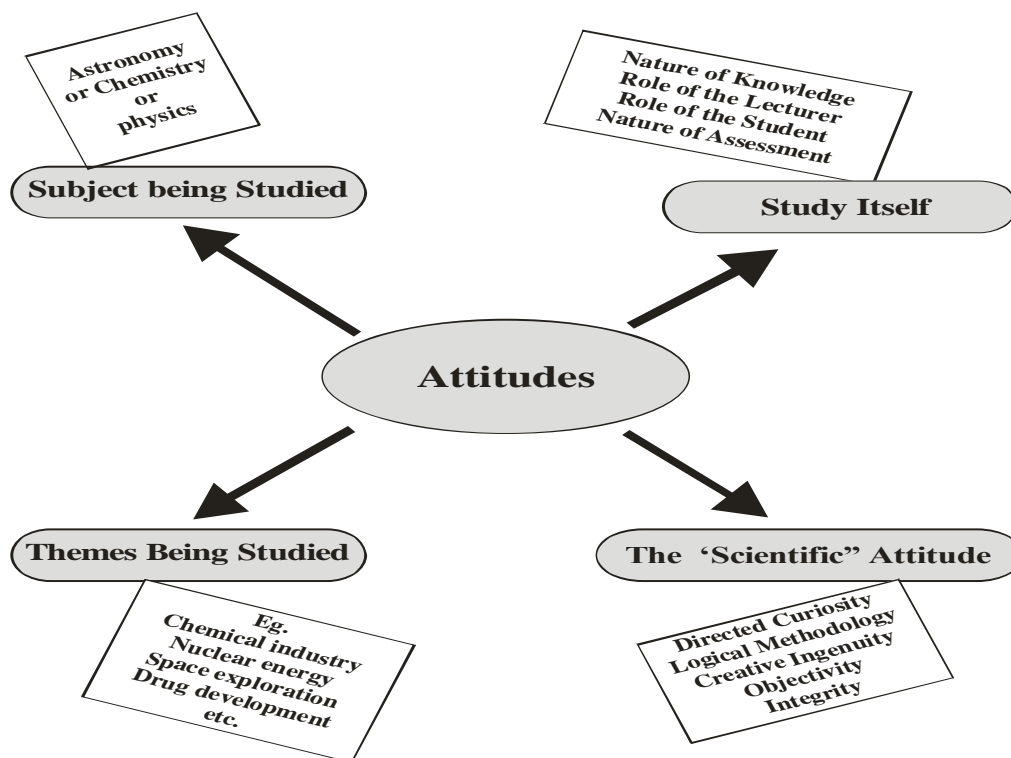 Astronomy
or Chemistry
or
physics
Subject being Studied
Nature of Knowledge
Role of the Lecturer
Role of the Student
Nature of Assessment
Study Itself
Attitudes
Themes Being Studied
Eg.
Chemical industry
Nuclear energy
Space exploration
Drug development
etc.
The ‘Scientific” Attitude
Directed Curiosity
Logical Methodology
Creative Ingenuity
Objectivity
Integrity